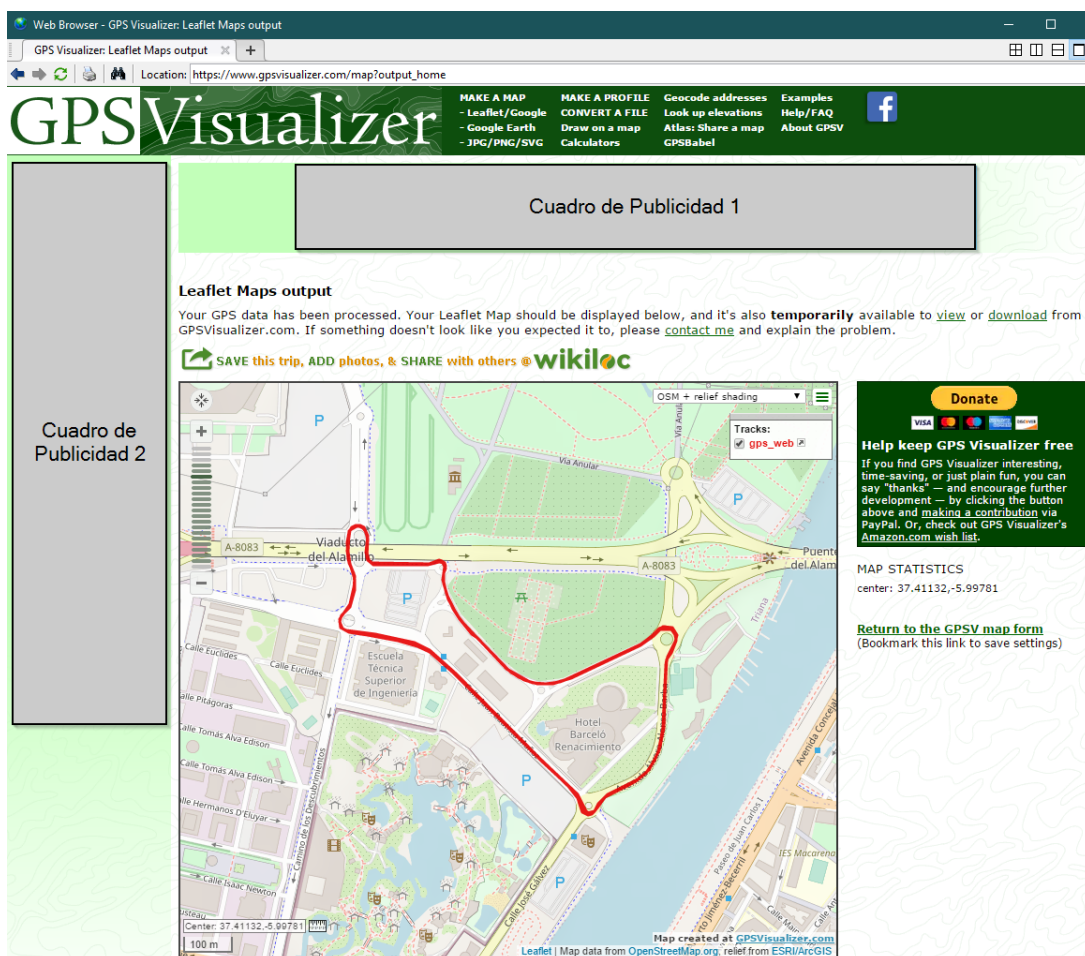 Web Browser - GPS Visualizer: Leaflet Maps output
GPS Visualizer: Leaflet Maps output
Location: https://www.gpsvisualizer.com/map?output_home
GPSVisualizer
MAKE A MAP
- Leaflet/Google
- Google Earth
- JPG/PNG/SVG
MAKE A PROFILE
CONVERT A FILE
Draw on a map
Calculators
Geocode addresses
Look up elevations
Atlas: Share a map
GPSBabel
Examples
Help/FAQ
About GPSV
Cuadro de Publicidad 1
Cuadro de
Publicidad 2
Leaflet Maps output
Your GPS data has been processed. Your Leaflet Map should be displayed below, and it's also temporarily available to view or download from
GPSVisualizer.com. If something doesn't look like you expected it to, please contact me and explain the problem.
SAVE this trip, ADD photos, & SHARE with others @ wikiloc
OSM + relief shading
Tracks:
gps_web
P
Vía Anular
Vía Anular
P
Viaducto
del Alamillo
A-8083
A-8083
Puente
del Alam
P
Triana
Calle Euclides
Calle Euclides
Escuela
Técnica
Superior
de Ingeniería
Calle Pitágoras
Calle Tomás Alva Edison
Calle Tomás Alva Edison
Hotel
Barceló
Renacimiento
P
Avenida Concejal
alle Hermanos D'Eluyar
Camino de los Descubrimientos
Paseo de Juan Carlos I
IES Macarena
Calle Isaac Newton
P
Calle José Gálvez
Center: 37.41132,-5.99781
100 m
Map created at GPSVisualizer.com
Leaflet | Map data from OpenStreetMap.org, relief from ESRI/ArcGIS
Donate
VISA
Help keep GPS Visualizer free
If you find GPS Visualizer interesting,
time-saving, or just plain fun, you can
say "thanks" — and encourage further
development — by clicking the button
above and making a contribution via
PayPal. Or, check out GPS Visualizer's
Amazon.com wish list.
MAP STATISTICS
center: 37.41132,-5.99781
Return to the GPSV map form
(Bookmark this link to save settings)